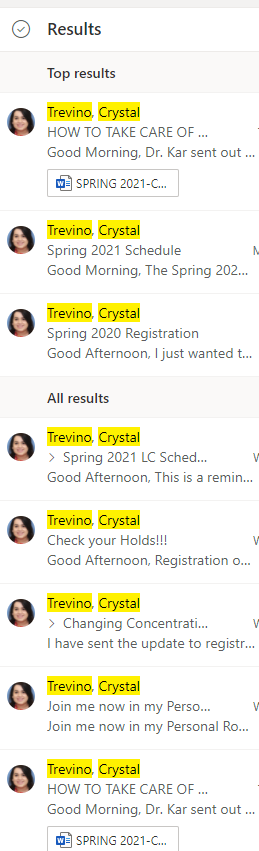 Results
Top results
Trevino, Crystal
HOW TO TAKE CARE OF ...
Good Morning, Dr. Kar sent out ...
SPRING 2021-C...
Trevino, Crystal
Spring 2021 Schedule
Good Morning, The Spring 202...
Trevino, Crystal
Spring 2020 Registration
Good Afternoon, I just wanted t...
All results
Trevino, Crystal
> Spring 2021 LC Sched...
Good Afternoon, This is a remin...
Trevino, Crystal
Check your Holds!!!
Good Afternoon, Registration o...
Trevino, Crystal
> Changing Concentrati...
I have sent the update to registr...
Trevino, Crystal
Join me now in my Perso...
Join me now in my Personal Ro...
Trevino, Crystal
HOW TO TAKE CARE OF ...
Good Morning, Dr. Kar sent out ...
SPRING 2021-C...